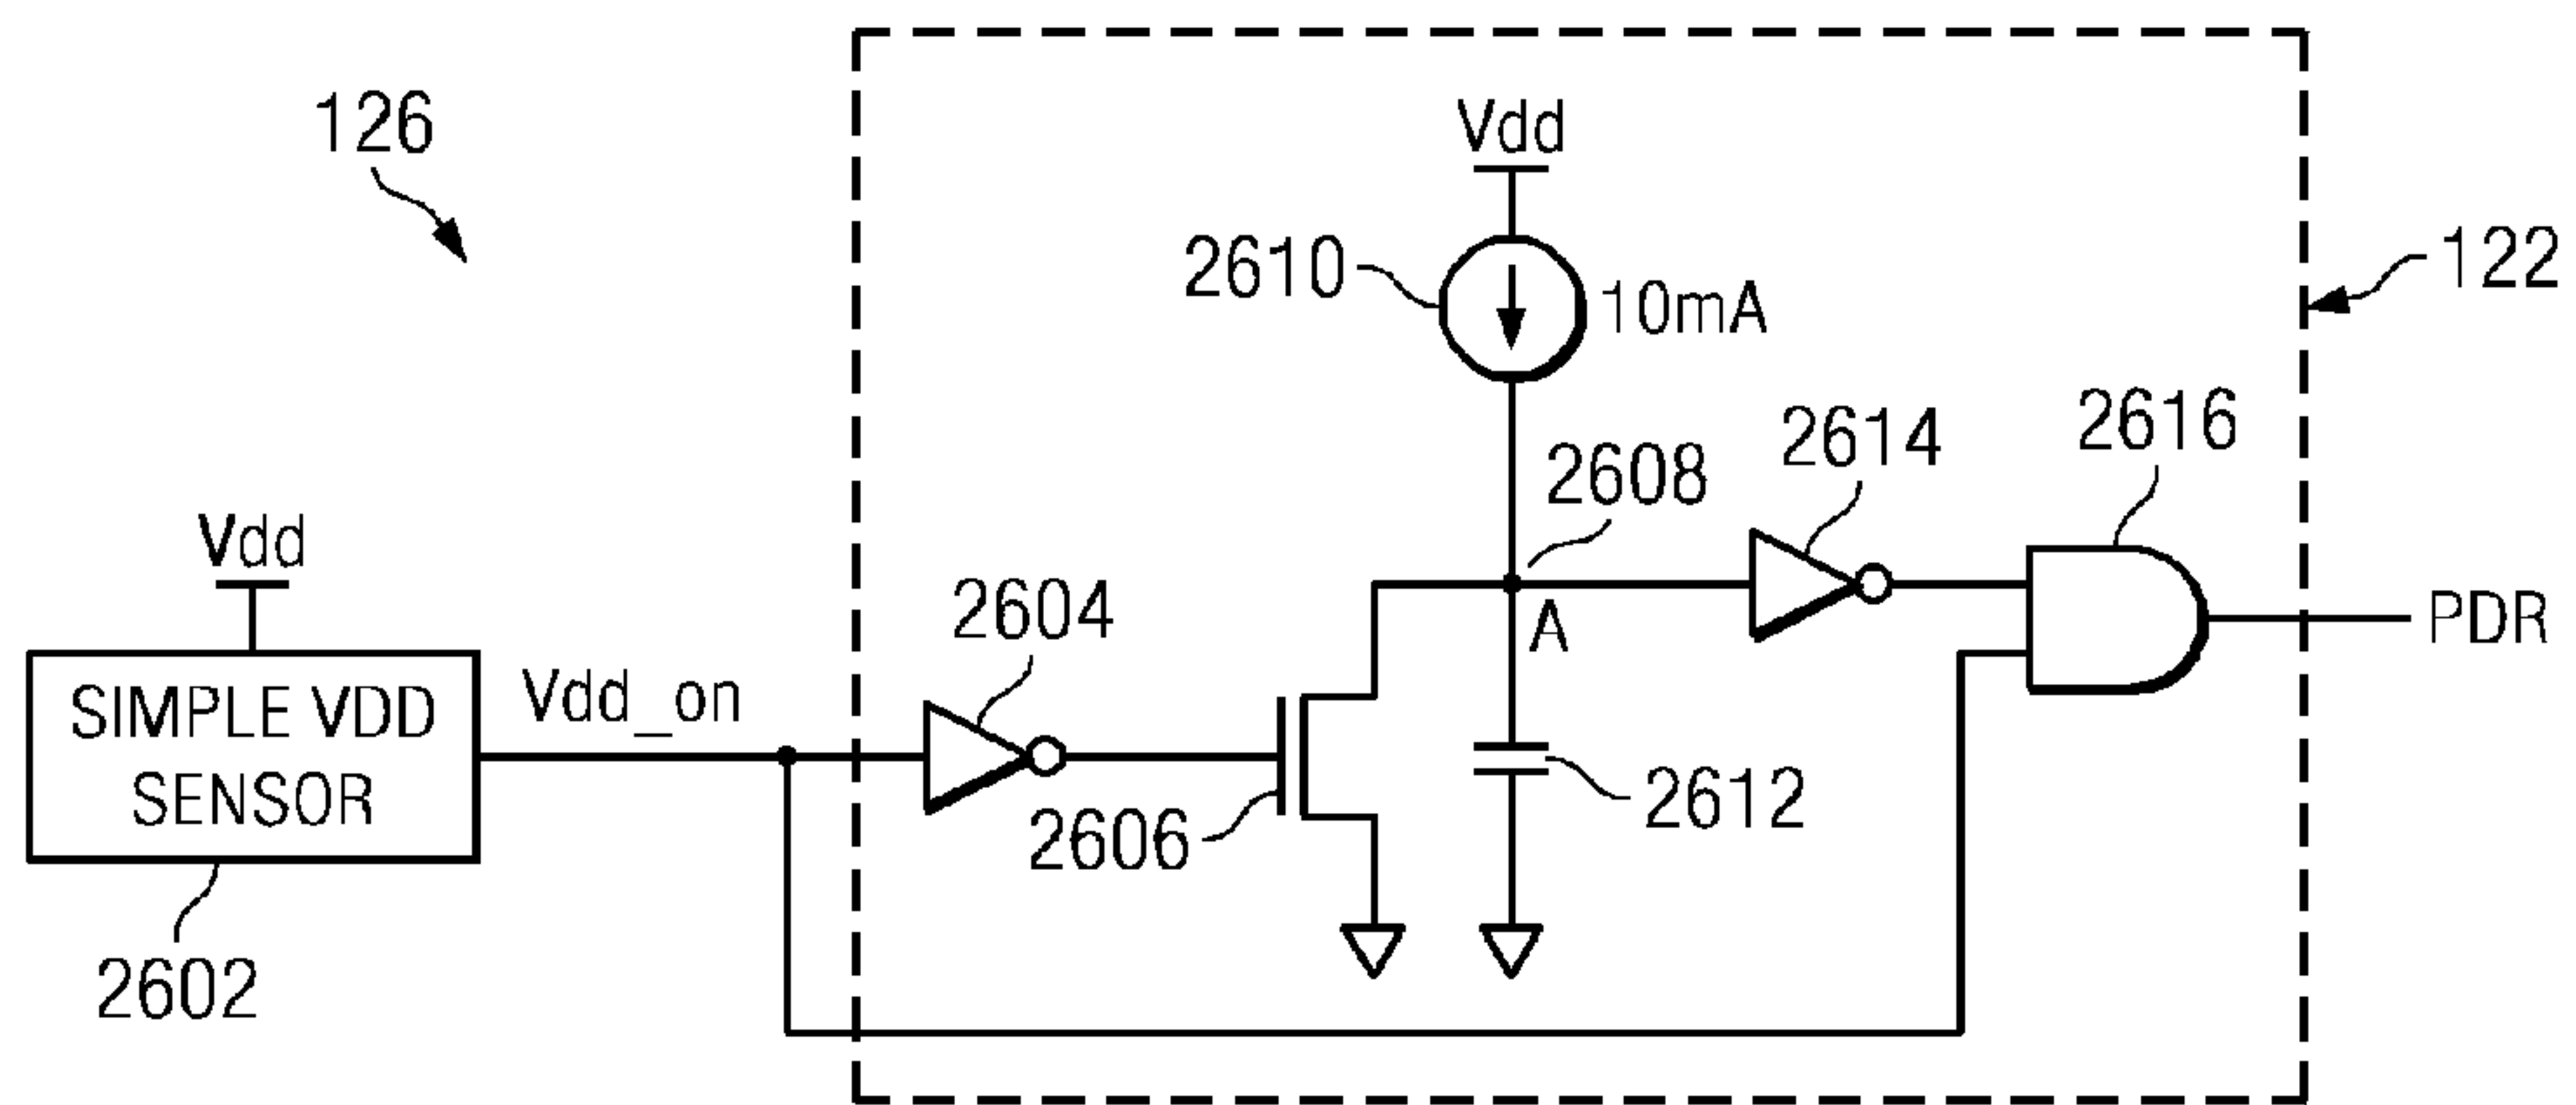 126
Vdd
2610
10mA
122
2616
2614
2608
Vdd
2604
A
PDR
SIMPLE VDD
SENSOR
Vdd_on
2612
2606
2602